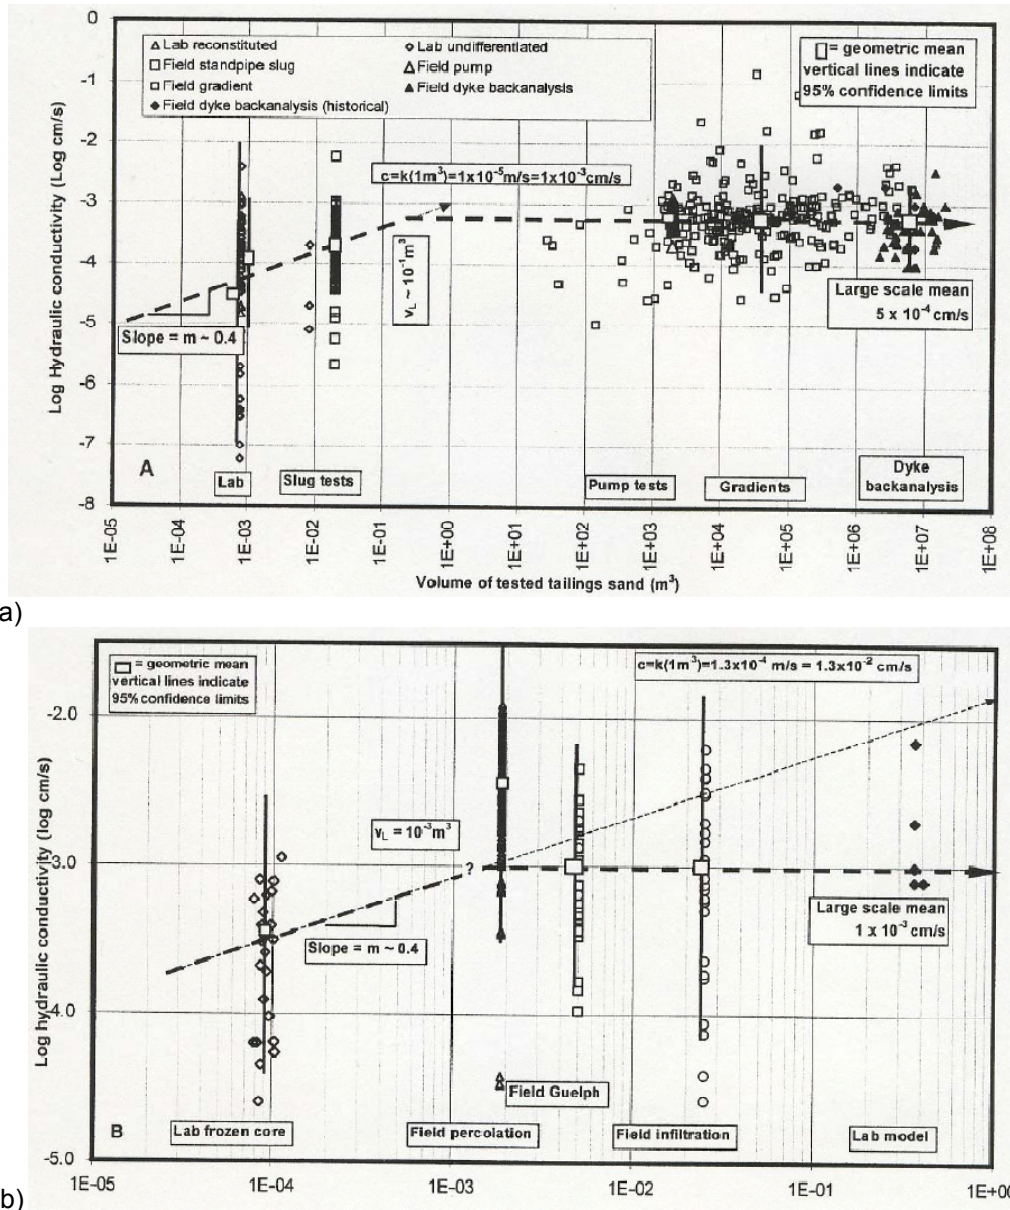 0
-1
-2
-3
-4
-5
-6
-7
-8
Log Hydraulic conductivity (Log cm/s)
Lab reconstituted
Lab undifferentiated
Field standpipe slug
Field pump
Field gradient
Field dyke backanalysis
Field dyke backanalysis (historical)
= geometric mean
vertical lines indicate
95% confidence limits
c=k(1m³)=1x10⁻⁵m/s=1x10⁻³cm/s
vL ~ 10⁻¹m³
Large scale mean
5 x 10⁻⁴ cm/s
Slope = m ~ 0.4
A
Lab
Slug tests
Pump tests
Gradients
Dyke
backanalysis
1E-05
1E-04
1E-03
1E-02
1E-01
1E+00
1E+01
1E+02
1E+03
1E+04
1E+05
1E+06
1E+07
1E+08
Volume of tested tailings sand (m³)
a)
= geometric mean
vertical lines indicate
95% confidence limits
c=k(1m³)=1.3x10⁻⁴ m/s = 1.3x10⁻² cm/s
-2.0
-3.0
-4.0
-5.0
Log hydraulic conductivity (log cm/s)
vL = 10⁻³m³
?
Slope = m ~ 0.4
Large scale mean
1 x 10⁻³ cm/s
Field Guelph
B
Lab frozen core
Field percolation
Field infiltration
Lab model
1E-05
1E-04
1E-03
1E-02
1E-01
1E+00
b)